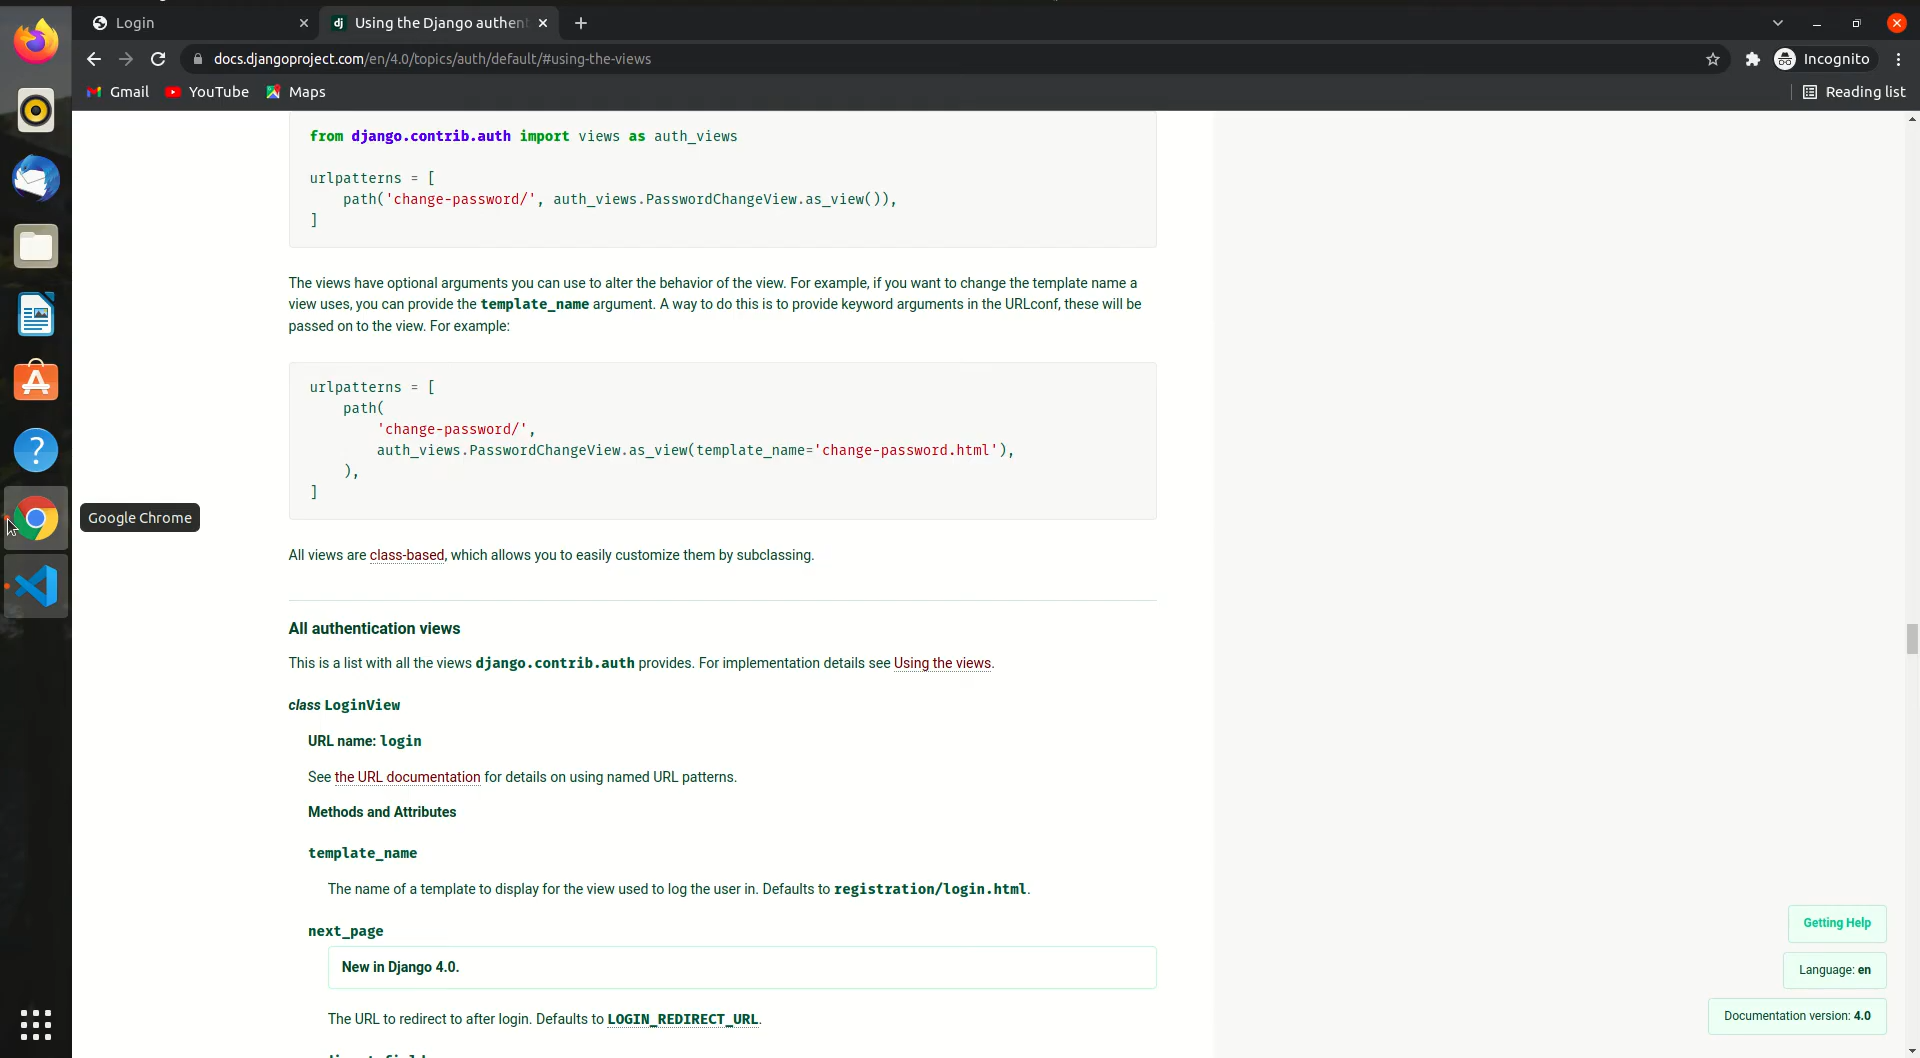 Login
Using the Django authent
docs.djangoproject.com/en/4.0/topics/auth/default/#using-the-views
Incognito
Gmail
YouTube
Maps
Reading list
from django.contrib.auth import views as auth_views
urlpatterns = [
path('change-password/', auth_views.PasswordChangeView.as_view()),
]
The views have optional arguments you can use to alter the behavior of the view. For example, if you want to change the template name a
view uses, you can provide the template_name argument. A way to do this is to provide keyword arguments in the URLconf, these will be
passed on to the view. For example:
urlpatterns = [
path(
'change-password/',
auth_views.PasswordChangeView.as_view(template_name='change-password.html'),
),
]
Google Chrome
All views are class-based, which allows you to easily customize them by subclassing.
All authentication views
This is a list with all the views django.contrib.auth provides. For implementation details see Using the views.
class LoginView
URL name: login
See the URL documentation for details on using named URL patterns.
Methods and Attributes
template_name
The name of a template to display for the view used to log the user in. Defaults to registration/login.html.
next_page
New in Django 4.0.
The URL to redirect to after login. Defaults to LOGIN_REDIRECT_URL.
Getting Help
Language: en
Documentation version: 4.0